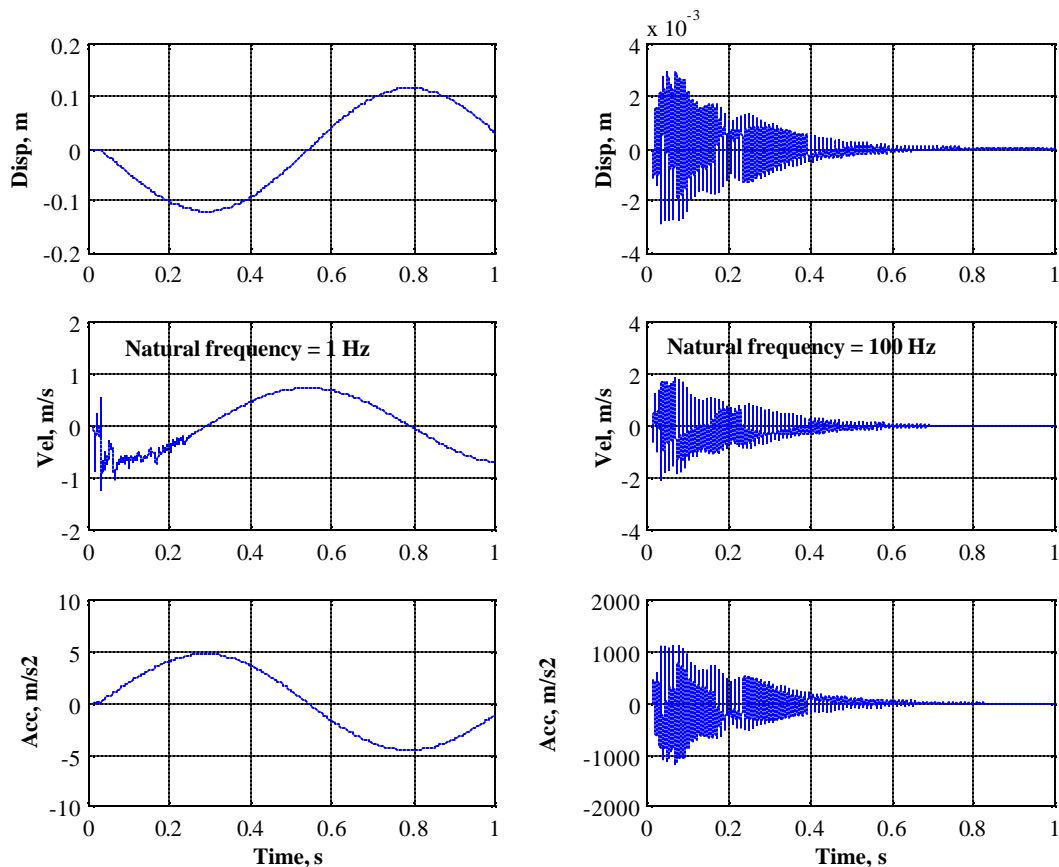 x 10⁻³
0.2
0.1
0
-0.1
-0.2
Disp, m
0 0.2 0.4 0.6 0.8 1
4
2
0
-2
-4
Disp, m
0 0.2 0.4 0.6 0.8 1
2
1
0
-1
-2
Vel, m/s
Natural frequency = 1 Hz
0 0.2 0.4 0.6 0.8 1
4
2
0
-2
-4
Vel, m/s
Natural frequency = 100 Hz
0 0.2 0.4 0.6 0.8 1
10
5
0
-5
-10
Acc, m/s2
0 0.2 0.4 0.6 0.8 1
Time, s
2000
1000
0
-1000
-2000
Acc, m/s2
0 0.2 0.4 0.6 0.8 1
Time, s